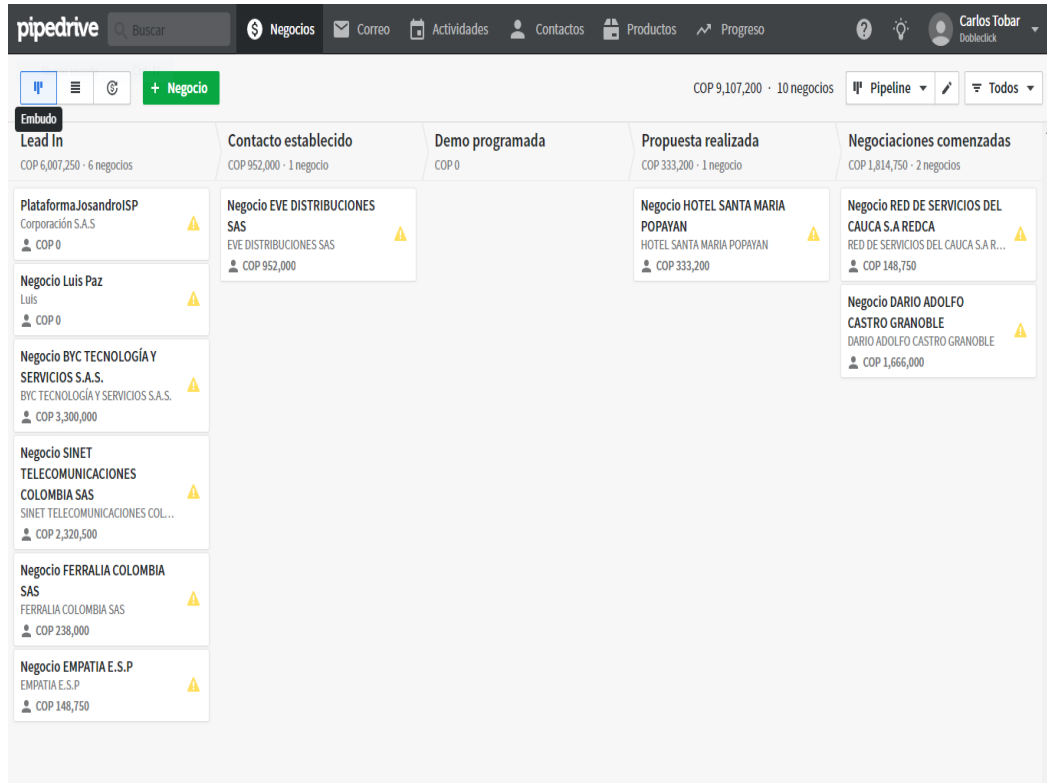 pipedrive
Buscar
Negocios
Correo
Actividades
Contactos
Productos
Progreso
Carlos Tobar
Dobleclick
+ Negocio
COP 9,107,200 · 10 negocios
Pipeline
Todos
Embudo
Lead In
COP 6,007,250 · 6 negocios
Contacto establecido
COP 952,000 · 1 negocio
Demo programada
COP 0
Propuesta realizada
COP 333,200 · 1 negocio
Negociaciones comenzadas
COP 1,814,750 · 2 negocios
PlataformaJosandroISP
Corporación S.A.S
COP 0
Negocio Luis Paz
Luis
COP 0
Negocio BYC TECNOLOGÍA Y
SERVICIOS S.A.S.
BYC TECNOLOGÍA Y SERVICIOS S.A.S.
COP 3,300,000
Negocio SINET
TELECOMUNICACIONES
COLOMBIA SAS
SINET TELECOMUNICACIONES COL...
COP 2,320,500
Negocio FERRALIA COLOMBIA
SAS
FERRALIA COLOMBIA SAS
COP 238,000
Negocio EMPATIA E.S.P
EMPATIA E.S.P
COP 148,750
Negocio EVE DISTRIBUCIONES
SAS
EVE DISTRIBUCIONES SAS
COP 952,000
Negocio HOTEL SANTA MARIA
POPAYAN
HOTEL SANTA MARIA POPAYAN
COP 333,200
Negocio RED DE SERVICIOS DEL
CAUCA S.A REDCA
RED DE SERVICIOS DEL CAUCA S.A R...
COP 148,750
Negocio DARIO ADOLFO
CASTRO GRANOBLE
DARIO ADOLFO CASTRO GRANOBLE
COP 1,666,000